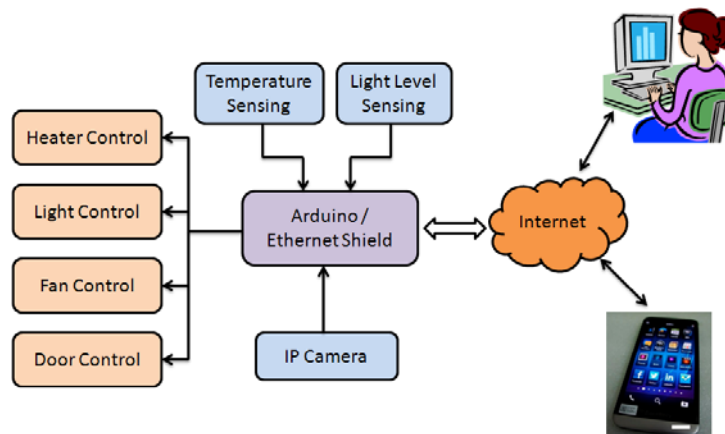 Temperature
Sensing
Light Level
Sensing
Heater Control
Light Control
Fan Control
Door Control
Arduino /
Ethernet Shield
Internet
IP Camera